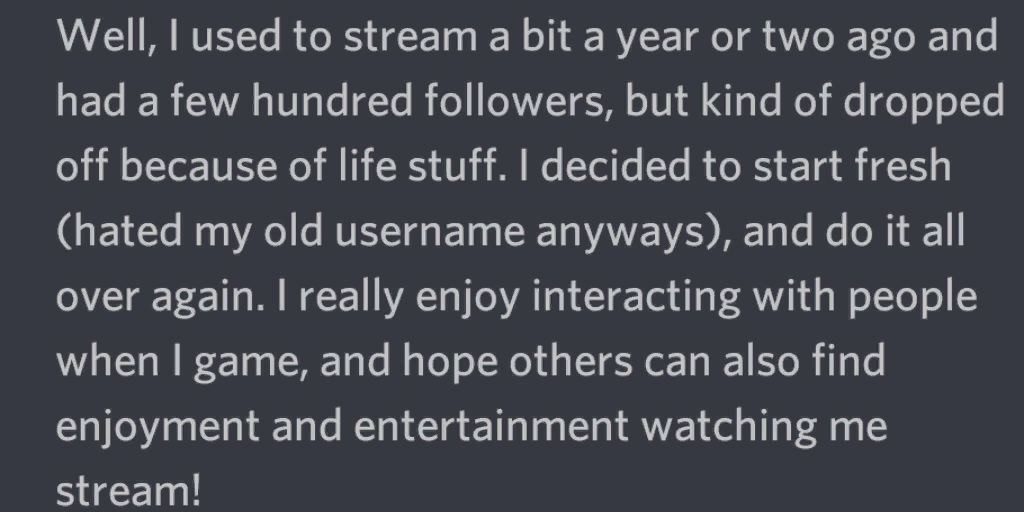 Well, I used to stream a bit a year or two ago and
had a few hundred followers, but kind of dropped
off because of life stuff. I decided to start fresh
(hated my old username anyways), and do it all
over again. I really enjoy interacting with people
when I game, and hope others can also find
enjoyment and entertainment watching me
stream!